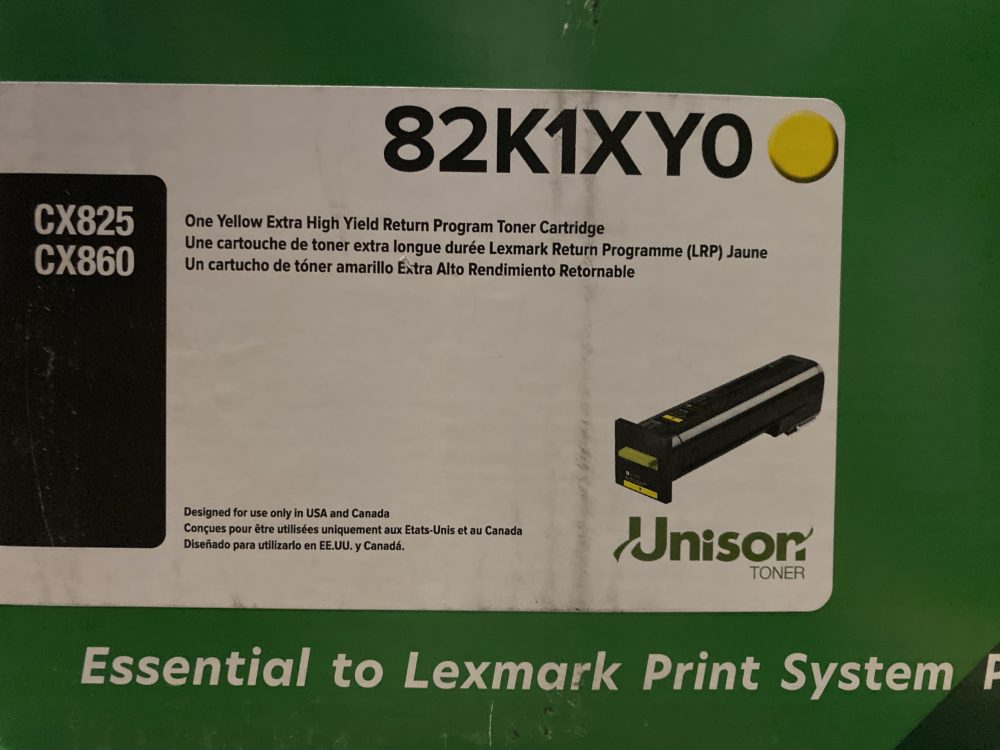 82K1XY0
CX825
CX860
One Yellow Extra High Yield Return Program Toner Cartridge
Une cartouche de toner extra longue durée Lexmark Return Programme (LRP) Jaune
Un cartucho de tóner amarillo Extra Alto Rendimiento Retornable
Designed for use only in USA and Canada
Conçues pour être utilisées uniquement aux Etats-Unis et au Canada
Diseñado para utilizarlo en EE.UU. y Canadá.
Unison
TONER
Essential to Lexmark Print System P